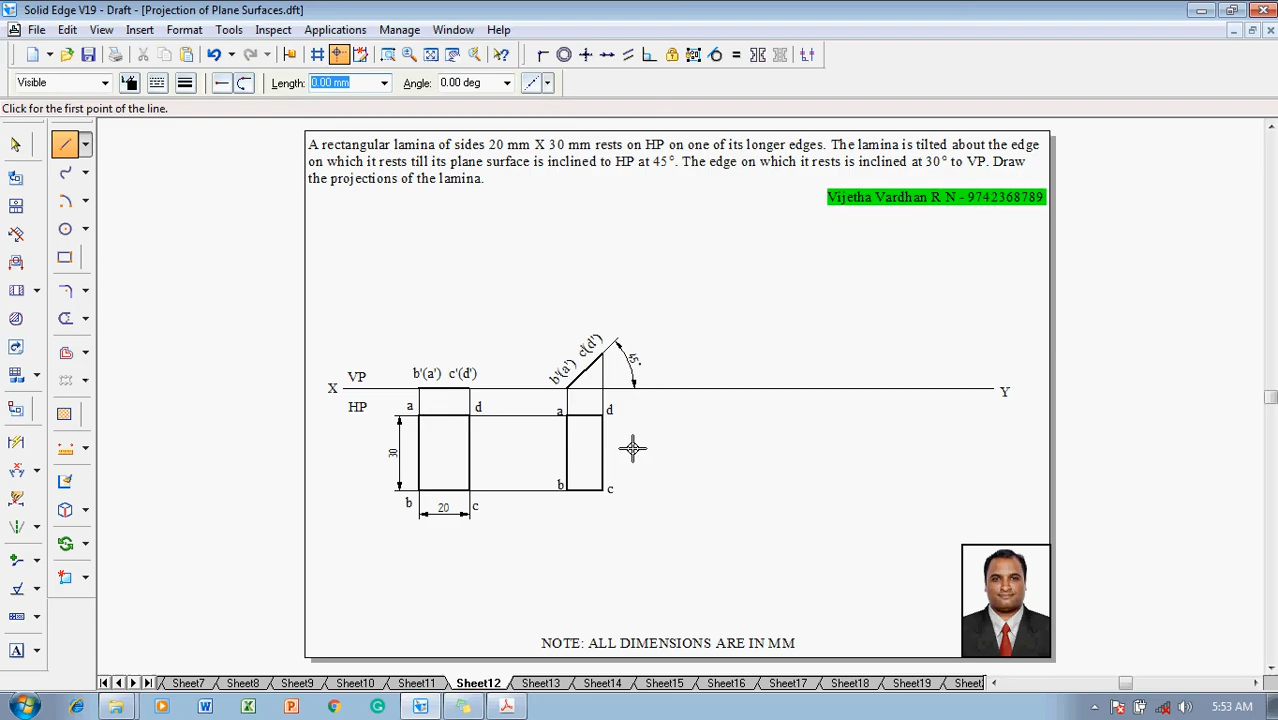 Solid Edge V19 - Draft - [Projection of Plane Surfaces.dft]
File Edit View Insert Format Tools Inspect Applications Manage Window Help
Visible Length: 0.00 mm Angle: 0.00 deg
Click for the first point of the line.
A rectangular lamina of sides 20 mm X 30 mm rests on HP on one of its longer edges. The lamina is tilted about the edge
on which it rests till its plane surface is inclined to HP at 45°. The edge on which it rests is inclined at 30° to VP. Draw
the projections of the lamina.
Vijetha Vardhan R N - 9742368789
b'(a') c'(d')
45°
VP b'(a') c'(d')
X Y
HP a d a d
30
b c
b 20 c
NOTE: ALL DIMENSIONS ARE IN MM
Sheet7 Sheet8 Sheet9 Sheet10 Sheet11 Sheet12 Sheet13 Sheet14 Sheet15 Sheet16 Sheet17 Sheet18 Sheet19 Sheet
5:53 AM